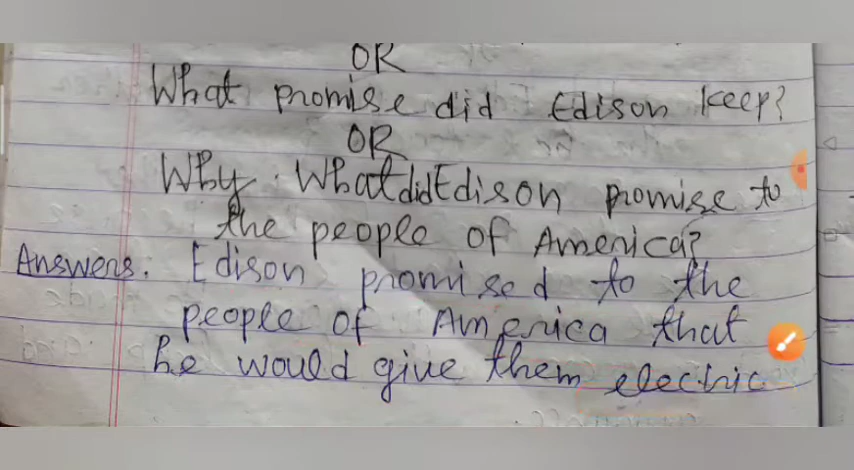 OR
What promise did Edison keep?
OR
Why. What did Edison promise to
the people of America?
Answers. Edison promised to the
people of America that
he would give them electric